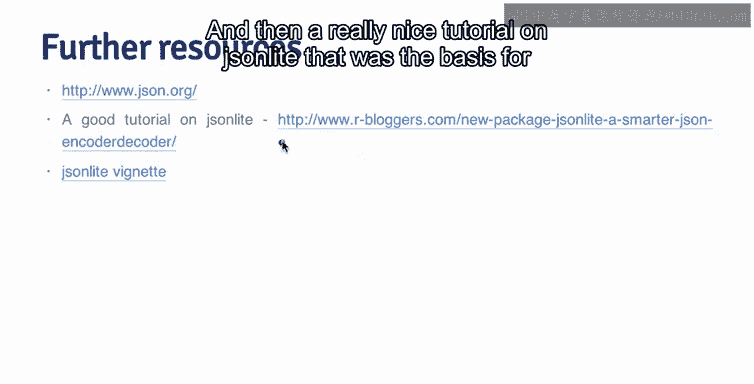 Further resources
And then a really nice tutorial on
jsonlite that was the basis for
http://www.json.org/
A good tutorial on jsonlite - http://www.r-bloggers.com/new-package-jsonlite-a-smarter-json-
encoderdecoder/
jsonlite vignette